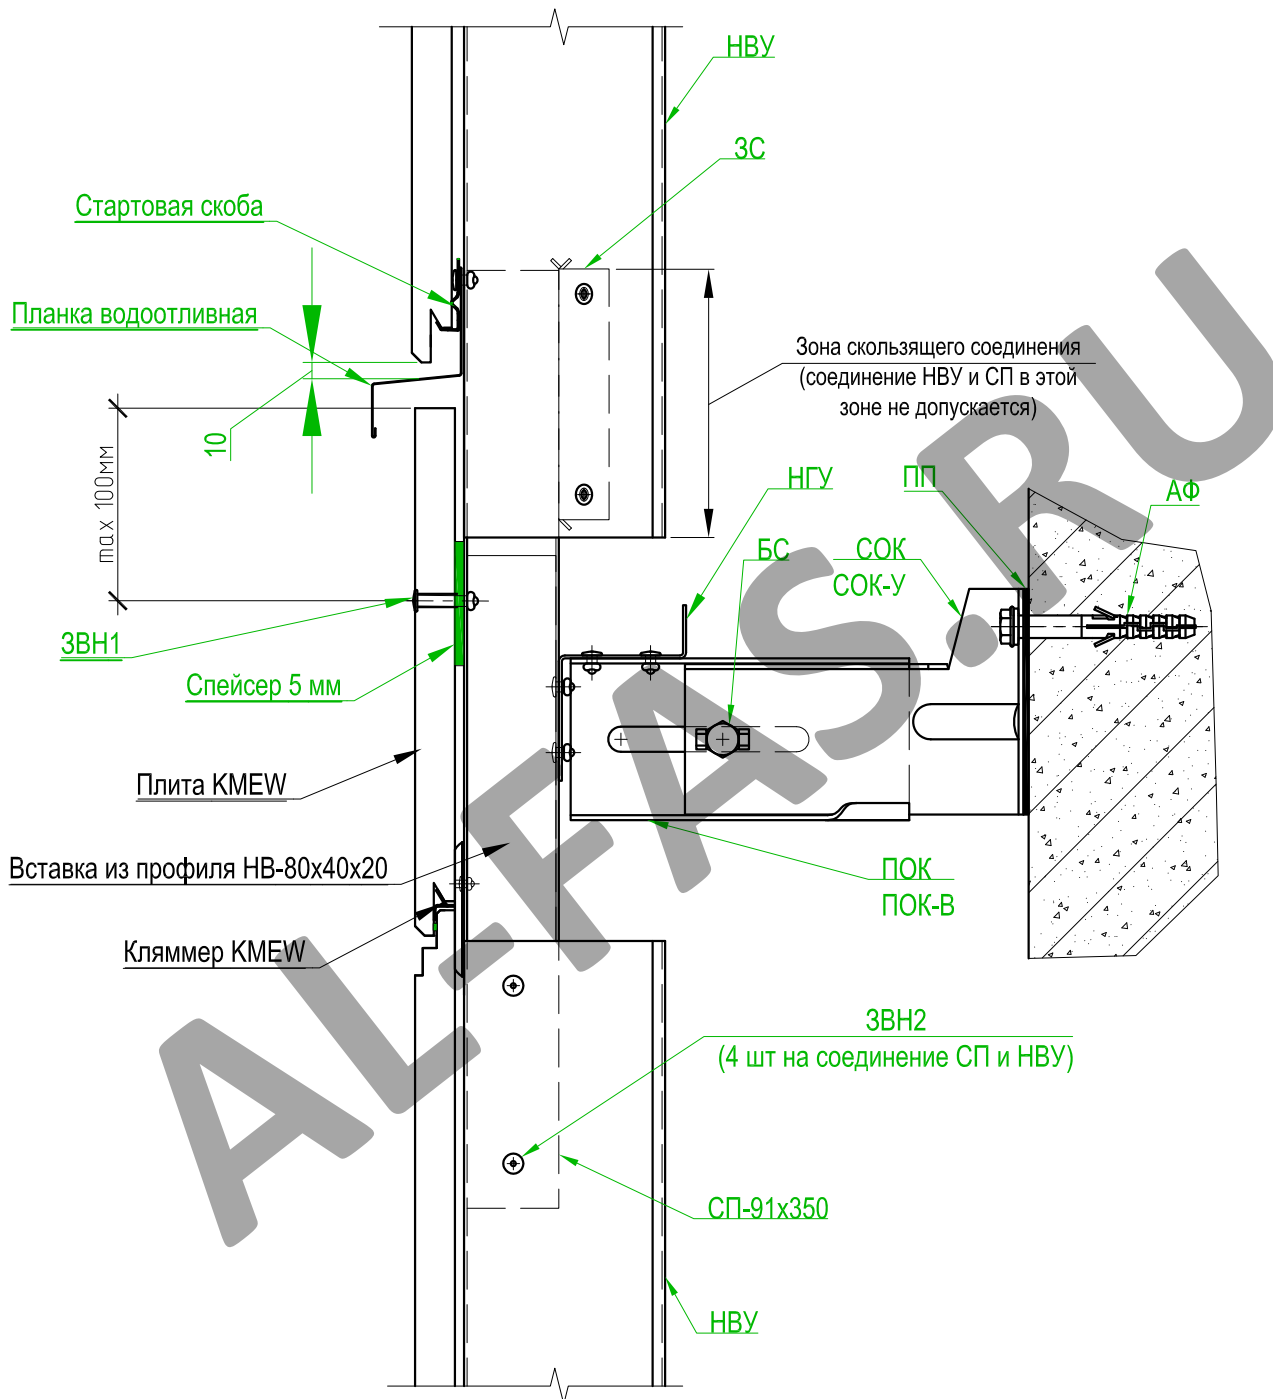 НВУ
ЗС
Стартовая скоба
Планка водоотливная
Зона скользящего соединения
(соединение НВУ и СП в этой
зоне не допускается)
10
max 100мм
НГУ
ПП
АФ
БС
СОК
СОК-У
ЗВН1
Спейсер 5 мм
Плита KMEW
Вставка из профиля НВ-80х40х20
ПОК
ПОК-В
Кляммер KMEW
ЗВН2
(4 шт на соединение СП и НВУ)
СП-91х350
НВУ
AL-FAS.RU